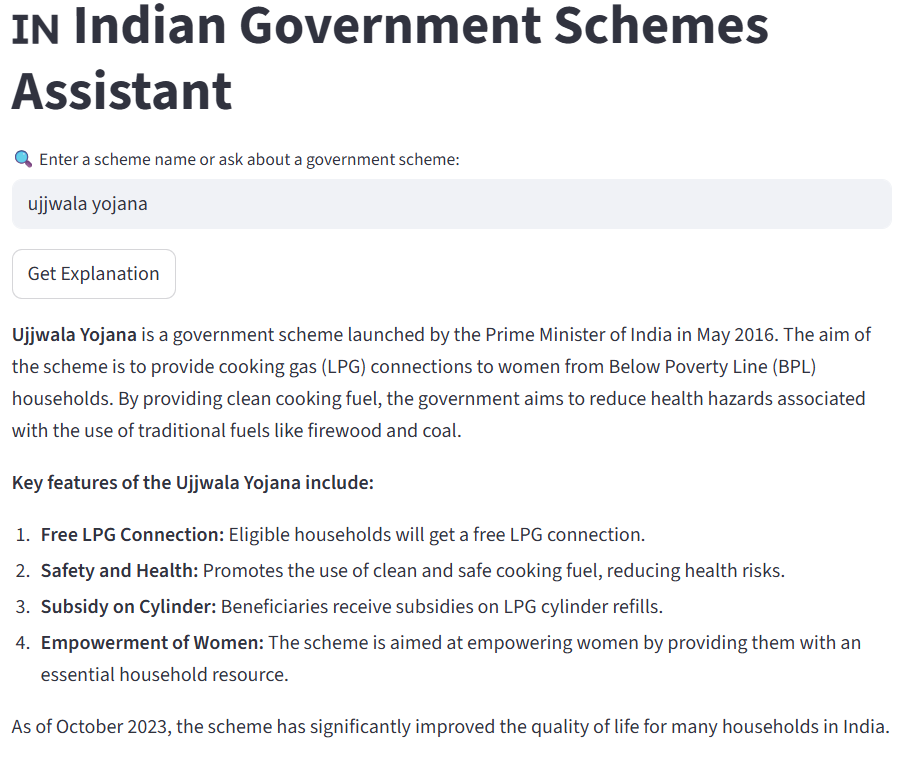 IN Indian Government Schemes
Assistant
🔍 Enter a scheme name or ask about a government scheme:
ujjwala yojana
Get Explanation
Ujjwala Yojana is a government scheme launched by the Prime Minister of India in May 2016. The aim of
the scheme is to provide cooking gas (LPG) connections to women from Below Poverty Line (BPL)
households. By providing clean cooking fuel, the government aims to reduce health hazards associated
with the use of traditional fuels like firewood and coal.
Key features of the Ujjwala Yojana include:
1. Free LPG Connection: Eligible households will get a free LPG connection.
2. Safety and Health: Promotes the use of clean and safe cooking fuel, reducing health risks.
3. Subsidy on Cylinder: Beneficiaries receive subsidies on LPG cylinder refills.
4. Empowerment of Women: The scheme is aimed at empowering women by providing them with an
essential household resource.
As of October 2023, the scheme has significantly improved the quality of life for many households in India.